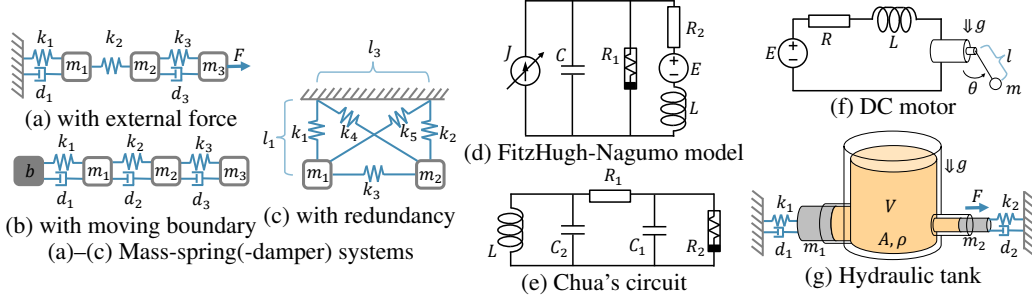 k₁ k₂ k₃ F
m₁ m₂ m₃
d₁ d₃
(a) with external force
k₁ k₂ k₃
b m₁ m₂ m₃
d₁ d₂ d₃
(b) with moving boundary
l₃
l₁ k₁ k₄ k₅ k₂
m₁ k₃ m₂
(c) with redundancy
(a)–(c) Mass-spring(-damper) systems
J C R₁ R₂ E L
(d) FitzHugh-Nagumo model
R₁
L C₂ C₁ R₂
(e) Chua's circuit
E R L ⇓g l θ m
(f) DC motor
⇓g
k₁ V F k₂
d₁ m₁ A, ρ m₂ d₂
(g) Hydraulic tank